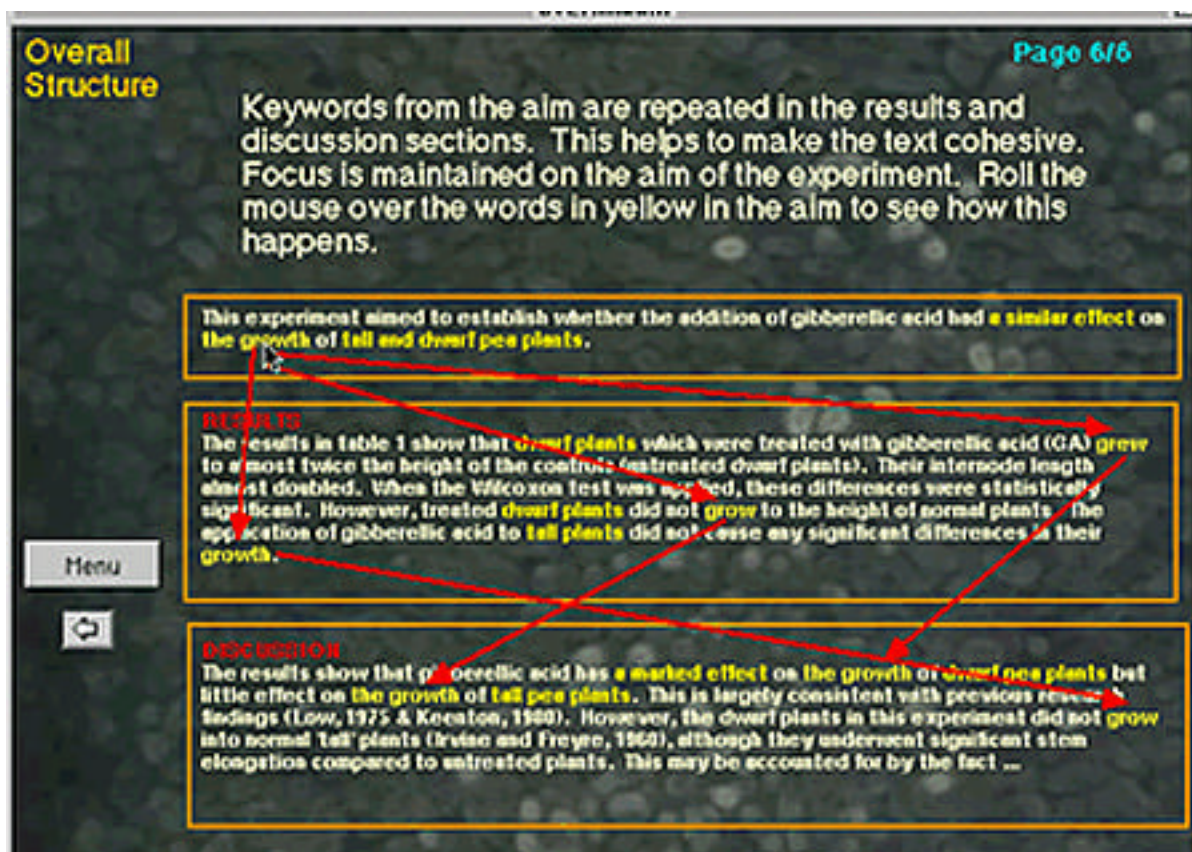 Overall
Structure
Page 6/6
Keywords from the aim are repeated in the results and
discussion sections. This helps to make the text cohesive.
Focus is maintained on the aim of the experiment. Roll the
mouse over the words in yellow in the aim to see how this
happens.
This experiment aimed to establish whether the addition of gibberellic acid had a similar effect on
the growth of tall and dwarf pea plants.
RESULTS
The results in table 1 show that dwarf plants which were treated with gibberellic acid (GA) grew
to almost twice the height of the controls (untreated dwarf plants). Their internode length
almost doubled. When the Wilcoxon test was applied, these differences were statistically
significant. However, treated dwarf plants did not grow to the height of normal plants. The
application of gibberellic acid to tall plants did not cause any significant differences in their
growth.
Menu
DISCUSSION
The results show that gibberellic acid has a marked effect on the growth of dwarf pea plants but
little effect on the growth of tall pea plants. This is largely consistent with previous research
findings (Low, 1975 & Keenton, 1980). However, the dwarf plants in this experiment did not grow
into normal 'tall' plants (Irvine and Freyre, 1960), although they underwent significant stem
elongation compared to untreated plants. This may be accounted for by the fact ...